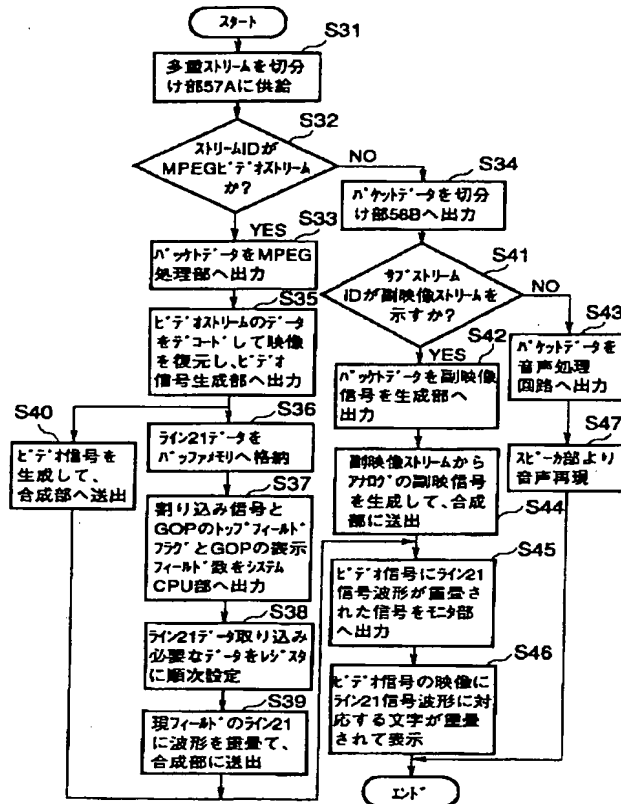 スタート
S31
多重ストリームを切分
け部57Aに供給
S32
ストリームIDが
MPEGビデオストリーム
か?
NO
YES
S33
パケットデータをMPEG
処理部へ出力
S34
パケットデータを切分
け部58Bへ出力
S35
ビデオストリームのデータ
をデコードして映像
を復元し、ビデオ
信号生成部へ出力
S41
サブストリーム
IDが副映像ストリームを
示すか?
NO
YES
S42
パケットデータを副映像
信号を生成部へ
出力
S43
パケットデータを
音声処理
回路へ出力
S36
ライン21データを
バッファメモリへ格納
S40
ビデオ信号を
生成して、
合成部へ送出
S37
割り込み信号と
GOPのトップフィールド
フラグとGOPの表示
フィールド数をシステム
CPU部へ出力
S44
副映像ストリームから
アナログの副映信号
を生成して、合成
部に送出
S47
スピーカ部より
音声再現
S38
ライン21データ取り込み
必要なデータをレジスタ
に順次設定
S45
ビデオ信号にライン21
信号波形が重畳さ
れた信号をモニタ部
へ出力
S39
現フィールドのライン21
に波形を重畳て、
合成部に送出
S46
ビデオ信号の映像に
ライン21信号波形に対
応する文字が重畳
されて表示
エンド